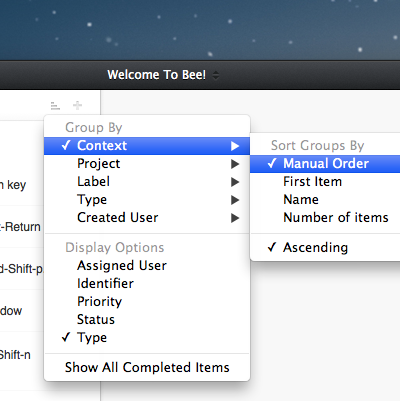 Welcome To Bee!
Group By
✓ Context
Project
Label
Type
Created User
Display Options
Assigned User
Identifier
Priority
Status
✓ Type
Show All Completed Items
Sort Groups By
✓ Manual Order
First Item
Name
Number of items
✓ Ascending
key
-Return
d-Shift-p
dow
Shift-n